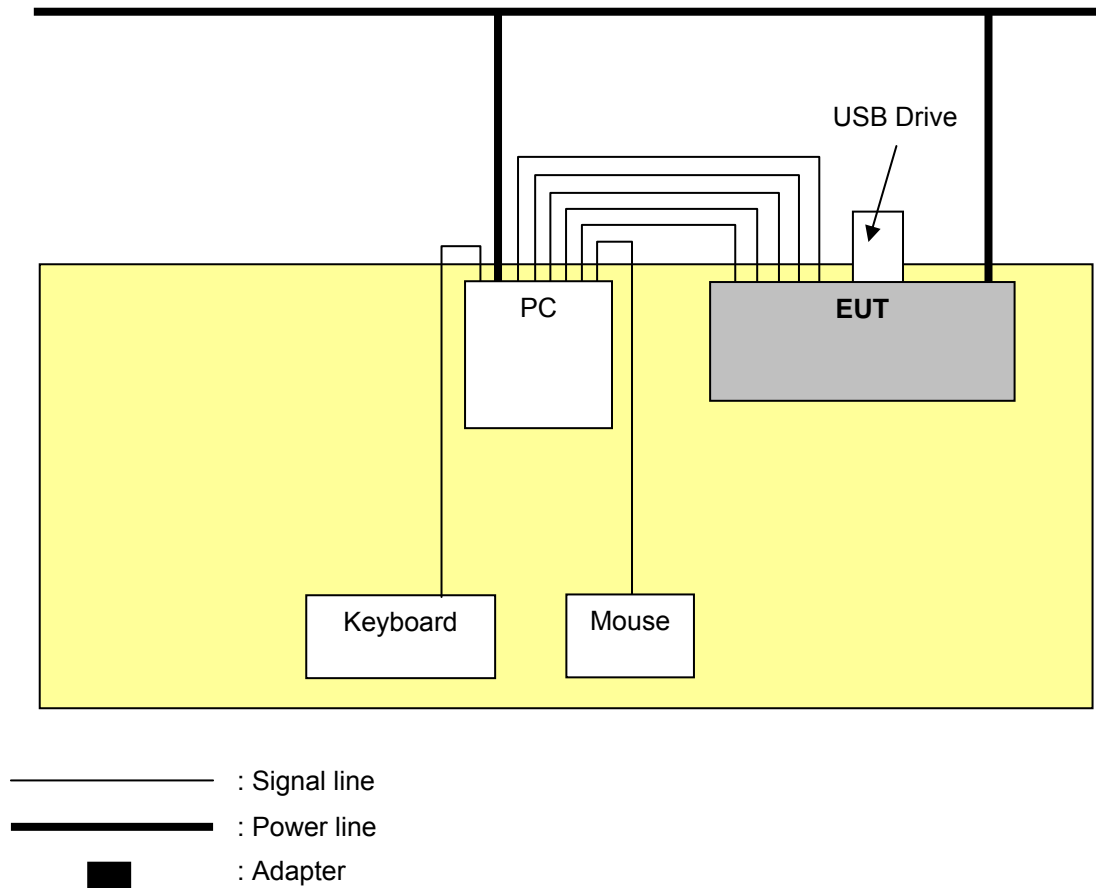 USB Drive
PC
EUT
Keyboard
Mouse
: Signal line
: Power line
: Adapter